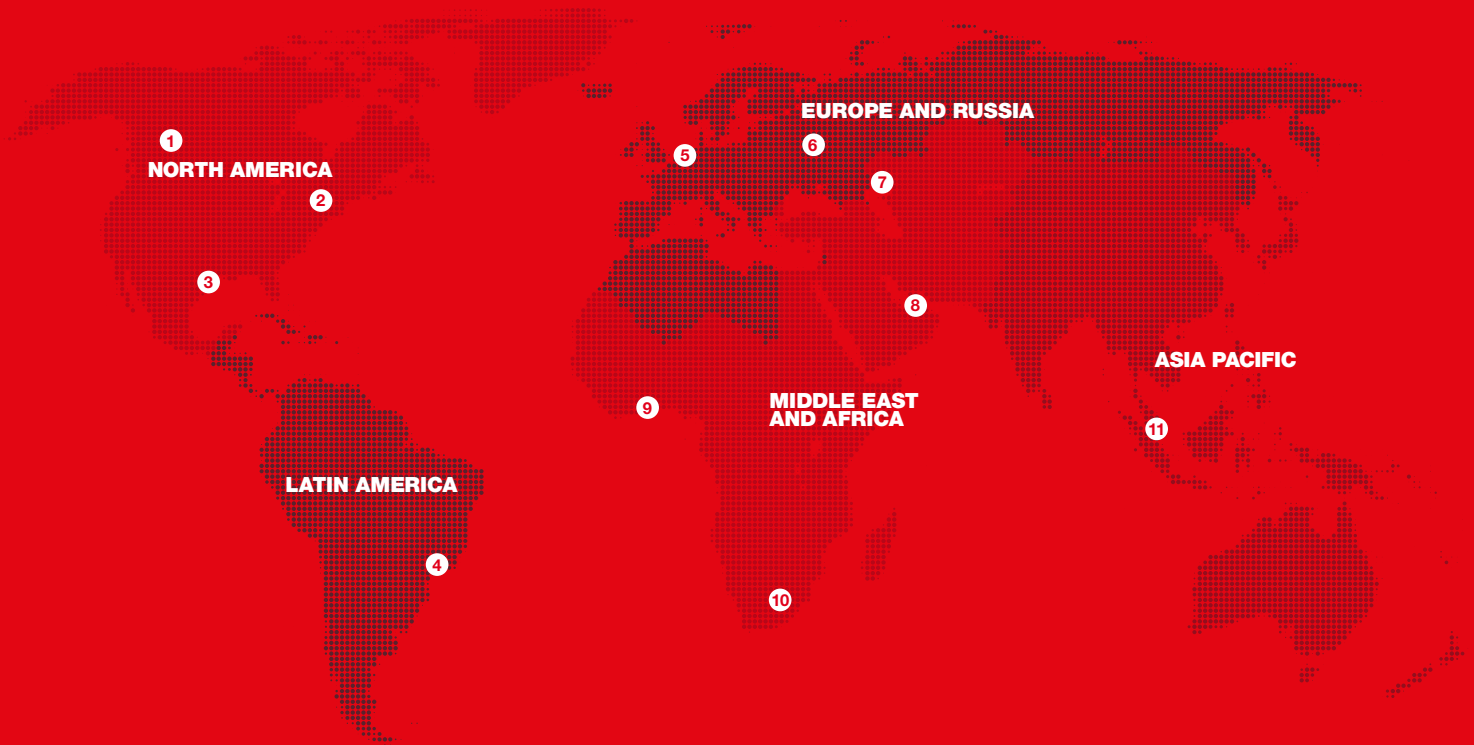 EUROPE AND RUSSIA
1
6
5
NORTH AMERICA
7
2
3
8
ASIA PACIFIC
MIDDLE EAST
AND AFRICA
9
11
LATIN AMERICA
4
10